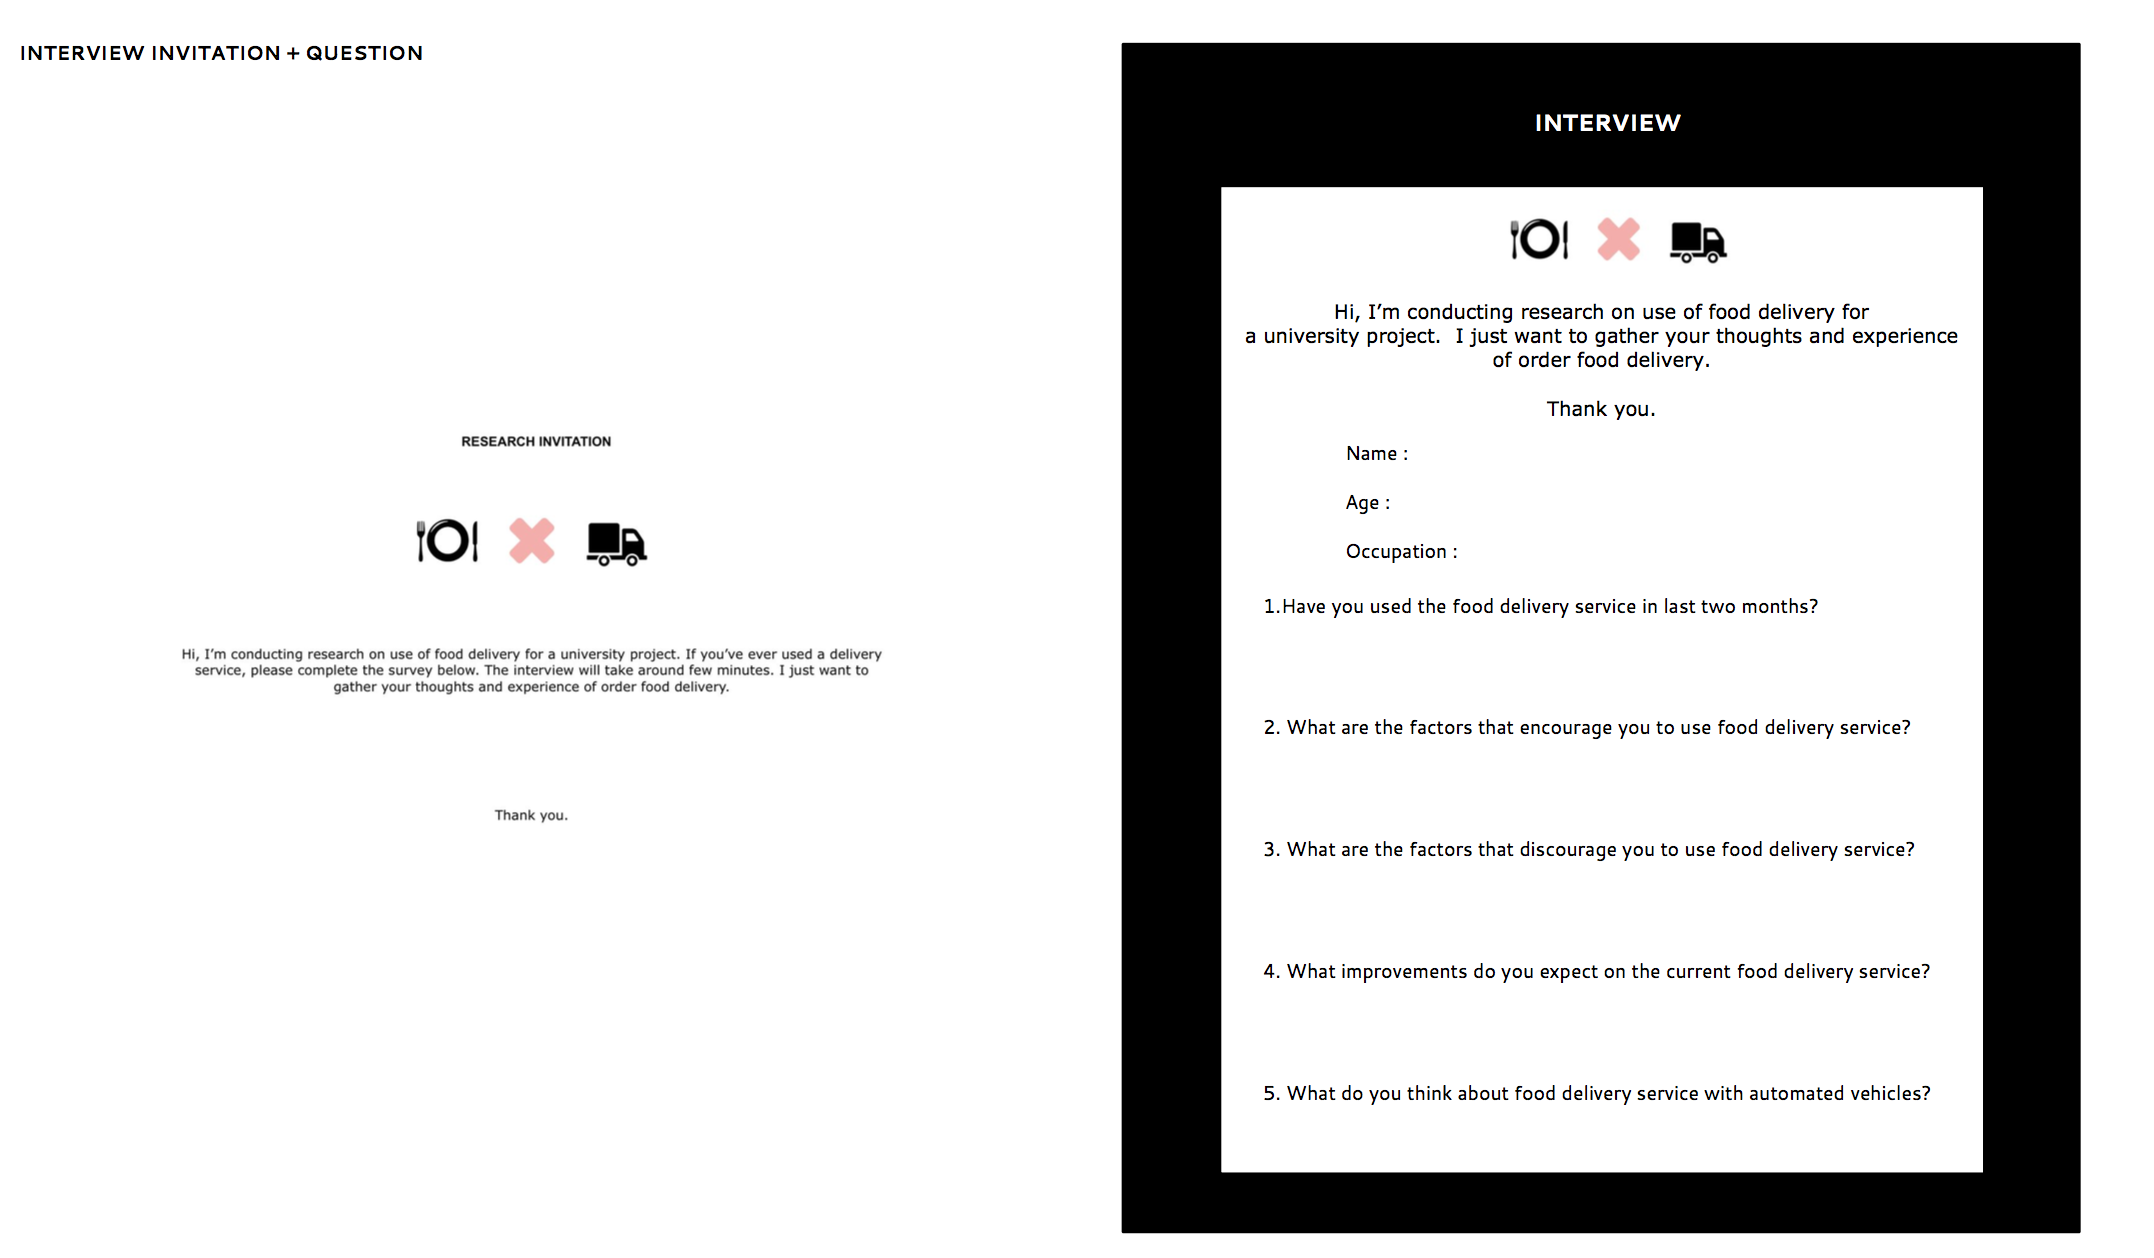 INTERVIEW INVITATION + QUESTION
RESEARCH INVITATION
Hi, I'm conducting research on use of food delivery for a university project. If you've ever used a delivery
service, please complete the survey below. The interview will take around few minutes. I just want to
gather your thoughts and experience of order food delivery.
Thank you.
INTERVIEW
Hi, I'm conducting research on use of food delivery for
a university project.  I just want to gather your thoughts and experience
of order food delivery.
Thank you.
Name :
Age :
Occupation :
1.Have you used the food delivery service in last two months?
2. What are the factors that encourage you to use food delivery service?
3. What are the factors that discourage you to use food delivery service?
4. What improvements do you expect on the current food delivery service?
5. What do you think about food delivery service with automated vehicles?